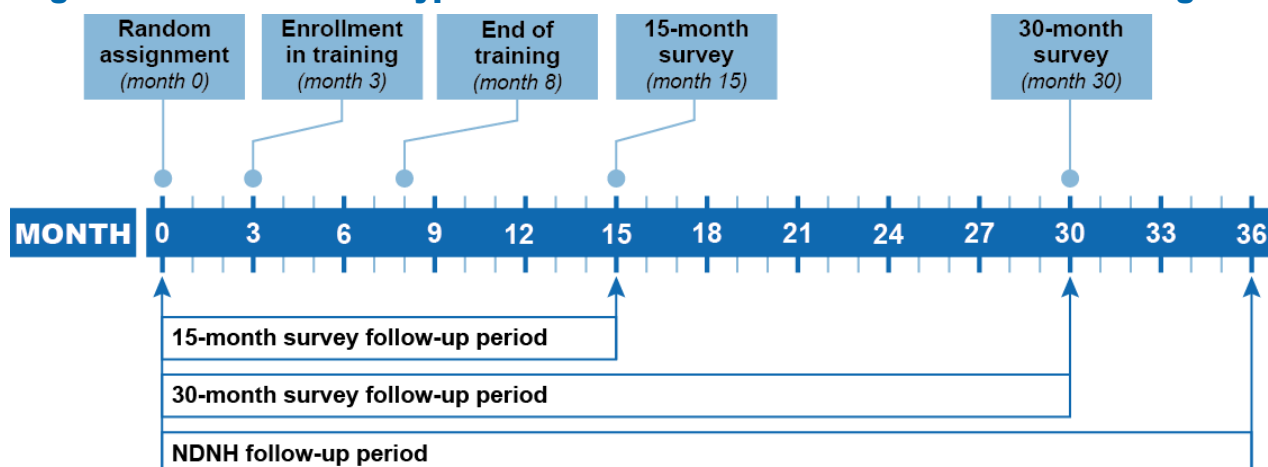 Random
assignment
(month 0)
Enrollment
in training
(month 3)
End of
training
(month 8)
15-month
survey
(month 15)
30-month
survey
(month 30)
MONTH 0 3 6 9 12 15 18 21 24 27 30 33 36
15-month survey follow-up period
30-month survey follow-up period
NDNH follow-up period